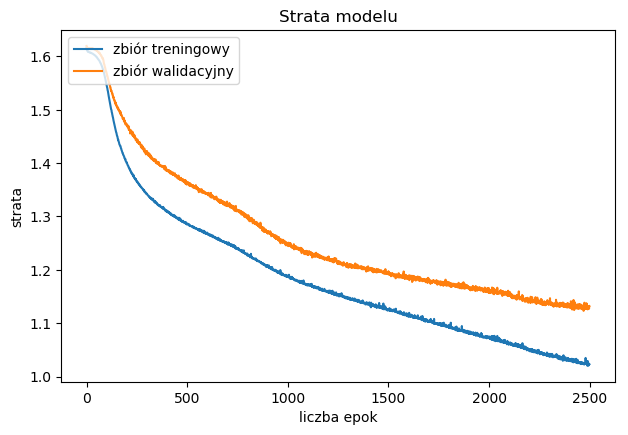 Strata modelu
zbiór treningowy
zbiór walidacyjny
strata
1.6
1.5
1.4
1.3
1.2
1.1
1.0
0
500
1000
1500
2000
2500
liczba epok